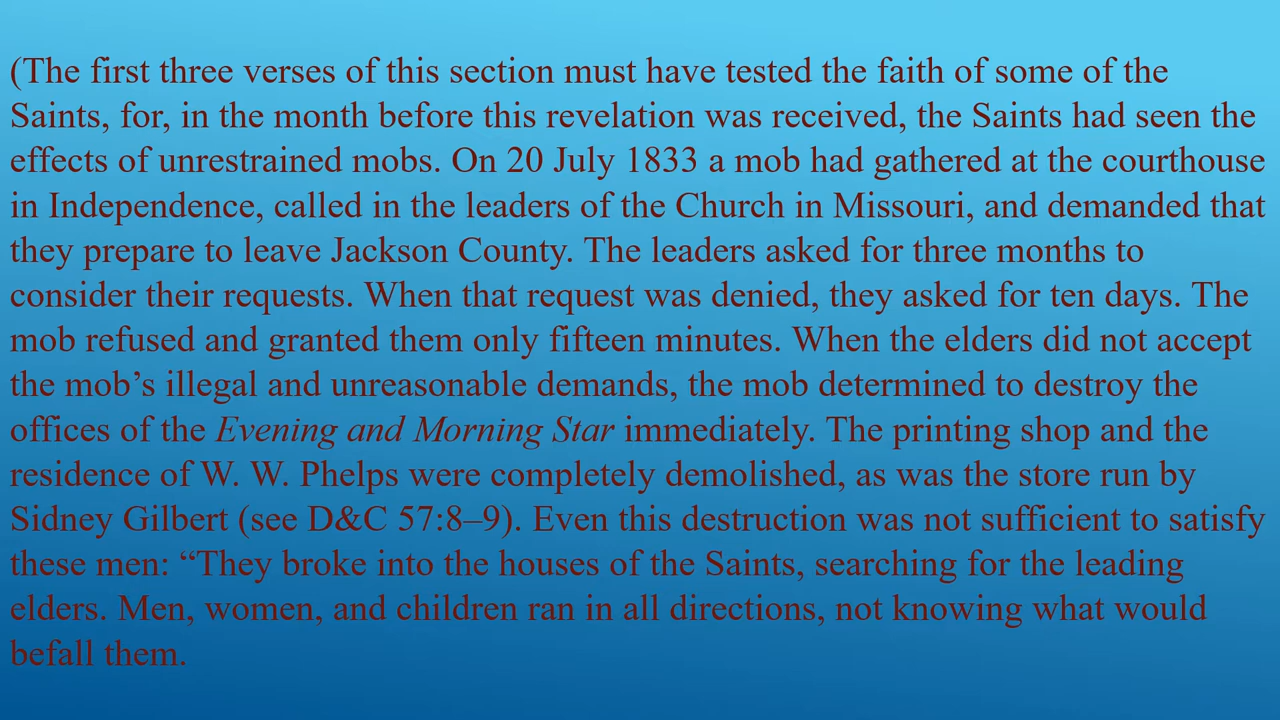 (The first three verses of this section must have tested the faith of some of the
Saints, for, in the month before this revelation was received, the Saints had seen the
effects of unrestrained mobs. On 20 July 1833 a mob had gathered at the courthouse
in Independence, called in the leaders of the Church in Missouri, and demanded that
they prepare to leave Jackson County. The leaders asked for three months to
consider their requests. When that request was denied, they asked for ten days. The
mob refused and granted them only fifteen minutes. When the elders did not accept
the mob’s illegal and unreasonable demands, the mob determined to destroy the
offices of the Evening and Morning Star immediately. The printing shop and the
residence of W. W. Phelps were completely demolished, as was the store run by
Sidney Gilbert (see D&C 57:8–9). Even this destruction was not sufficient to satisfy
these men: “They broke into the houses of the Saints, searching for the leading
elders. Men, women, and children ran in all directions, not knowing what would
befall them.